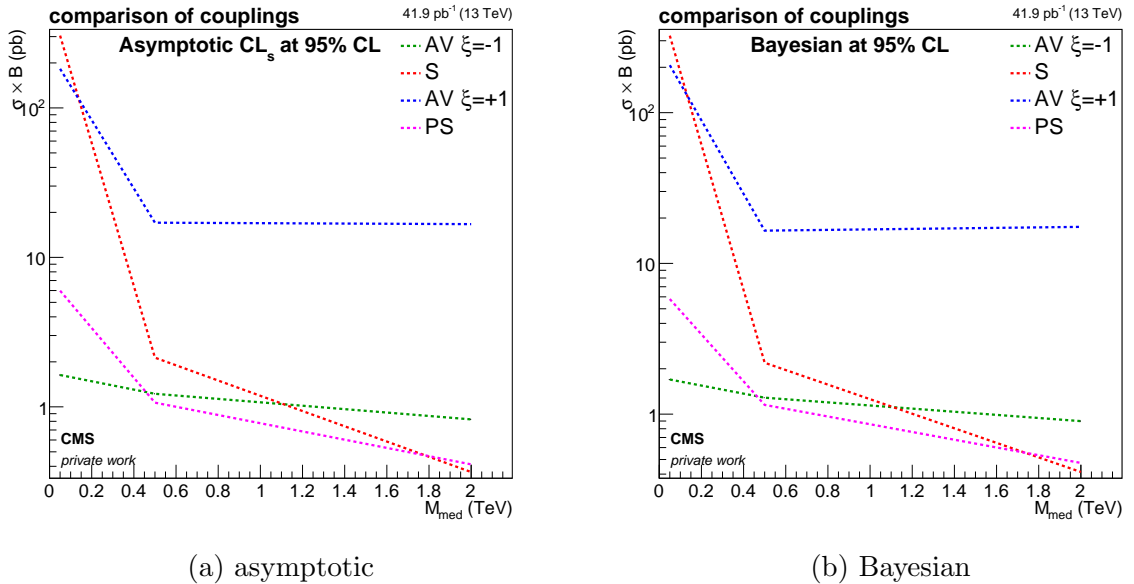 comparison of couplings
41.9 pb⁻¹ (13 TeV)
Asymptotic CLₛ at 95% CL
σ × B (pb)
AV ξ=-1
S
AV ξ=+1
PS
10²
10
1
CMS
private work
0 0.2 0.4 0.6 0.8 1 1.2 1.4 1.6 1.8 2
M_med (TeV)
(a) asymptotic
comparison of couplings
41.9 pb⁻¹ (13 TeV)
Bayesian at 95% CL
σ × B (pb)
AV ξ=-1
S
AV ξ=+1
PS
10²
10
1
CMS
private work
0 0.2 0.4 0.6 0.8 1 1.2 1.4 1.6 1.8 2
M_med (TeV)
(b) Bayesian